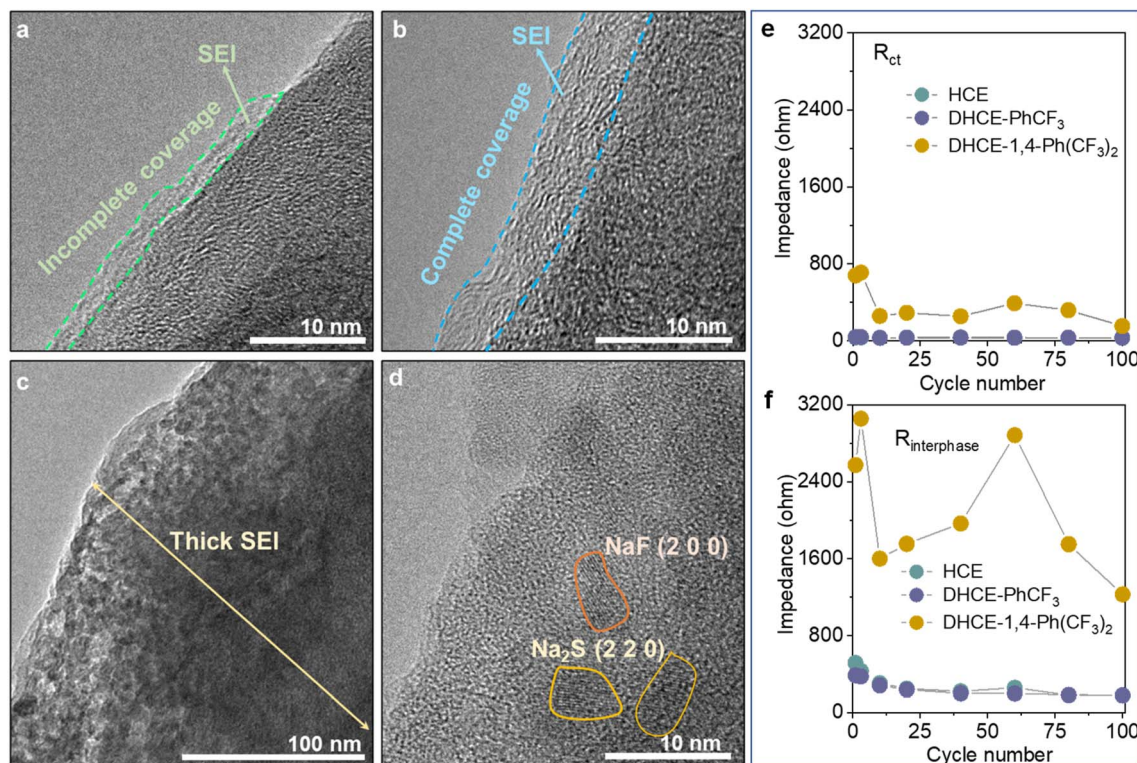 a
SEI
Incomplete coverage
10 nm
b
SEI
Complete coverage
10 nm
c
Thick SEI
100 nm
d
NaF (2 0 0)
Na₂S (2 2 0)
10 nm
e
R_ct
HCE
DHCE-PhCF₃
DHCE-1,4-Ph(CF₃)₂
3200
2400
1600
800
0
Impedance (ohm)
0 25 50 75 100
Cycle number
f
R_interphase
HCE
DHCE-PhCF₃
DHCE-1,4-Ph(CF₃)₂
3200
2400
1600
800
0
Impedance (ohm)
0 25 50 75 100
Cycle number